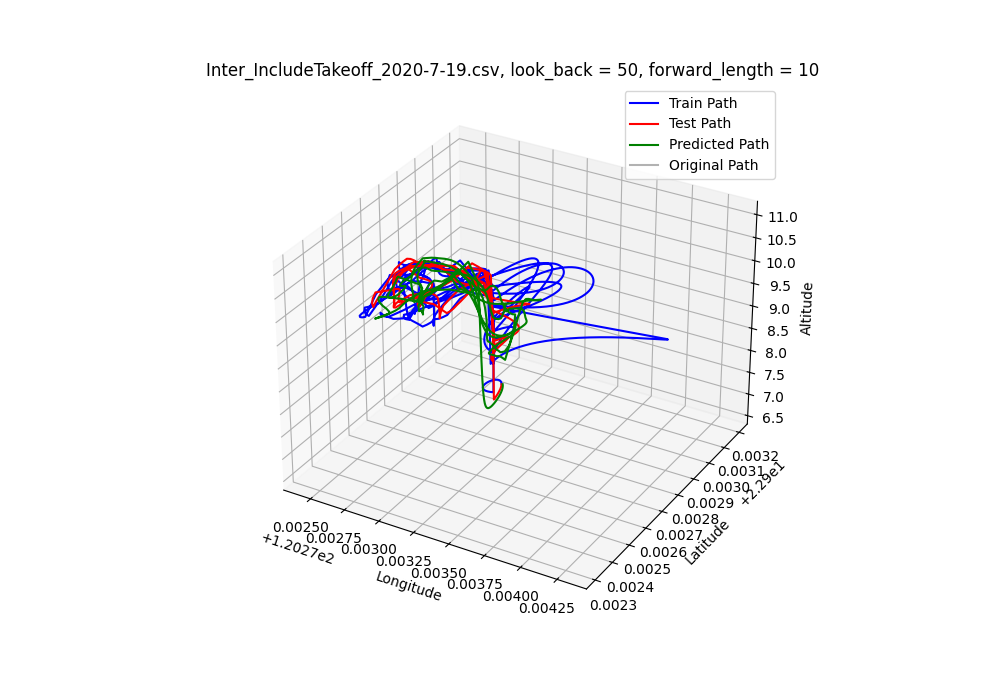 Inter_IncludeTakeoff_2020-7-19.csv, look_back = 50, forward_length = 10
Train Path
Test Path
Predicted Path
Original Path
11.0
10.5
10.0
9.5
9.0
8.5
8.0
7.5
7.0
6.5
Altitude
0.0032
0.0031
0.0030
0.0029
0.0028
0.0027
0.0026
0.0025
0.0024
0.0023
+2.29e1
Latitude
0.00250
0.00275
0.00300
0.00325
0.00350
0.00375
0.00400
0.00425
+1.2027e2
Longitude